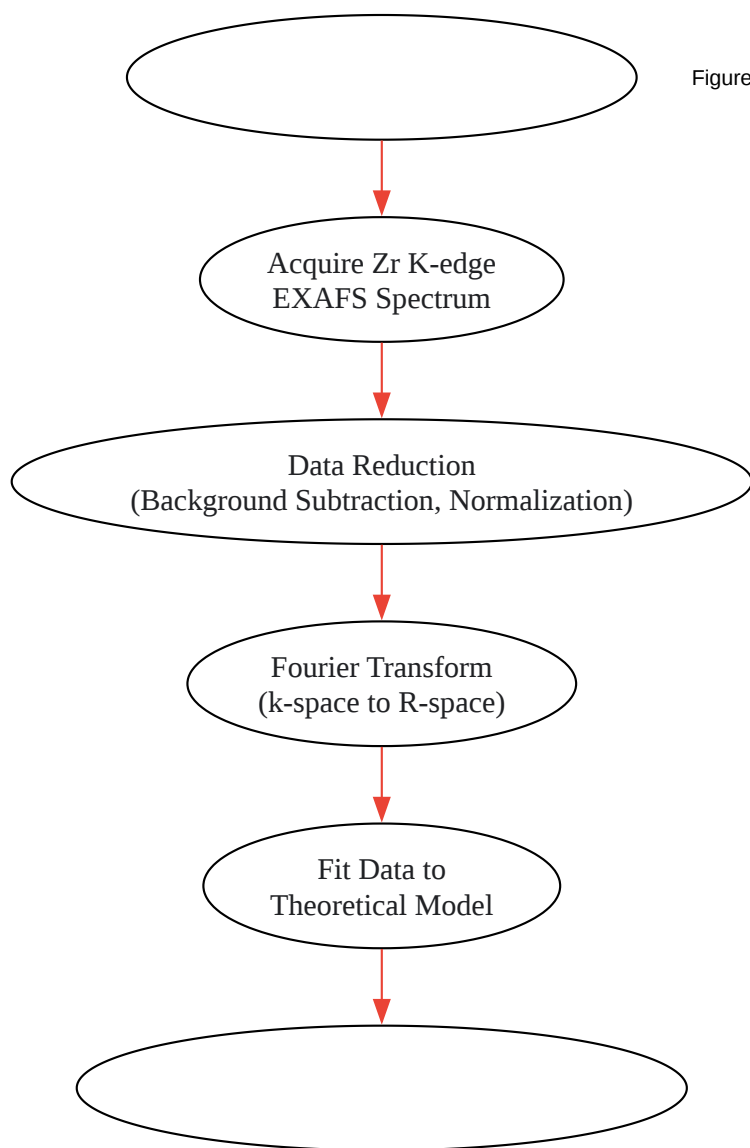 Figure
Acquire Zr K-edge
EXAFS Spectrum
Data Reduction
(Background Subtraction, Normalization)
Fourier Transform
(k-space to R-space)
Fit Data to
Theoretical Model